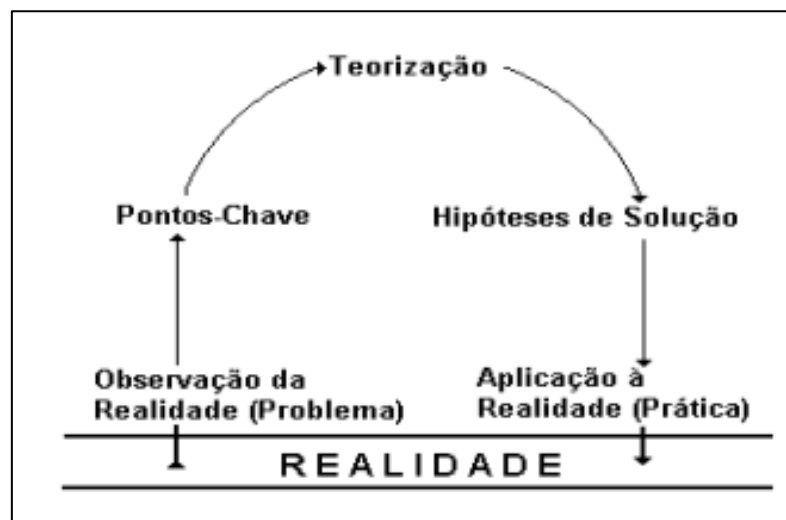 Teorização
Pontos-Chave
Hipóteses de Solução
Observação da
Realidade (Problema)
Aplicação à
Realidade (Prática)
REALIDADE